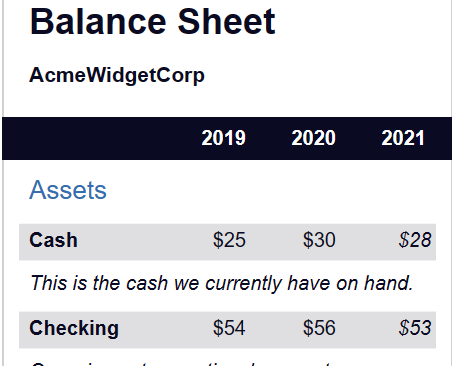 Balance Sheet
AcmeWidgetCorp
2019 2020 2021
Assets
Cash $25 $30 $28
This is the cash we currently have on hand.
Checking $54 $56 $53